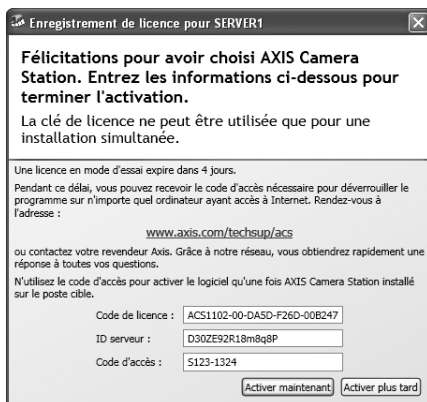 Enregistrement de licence pour SERVER1
Félicitations pour avoir choisi AXIS Camera
Station. Entrez les informations ci-dessous pour
terminer l'activation.
La clé de licence ne peut être utilisée que pour une
installation simultanée.
Une licence en mode d'essai expire dans 4 jours.
Pendant ce délai, vous pouvez recevoir le code d'accès nécessaire pour déverrouiller le
programme sur n'importe quel ordinateur ayant accès à Internet. Rendez-vous à
l'adresse :
www.axis.com/techsup/acs
ou contactez votre revendeur Axis. Grâce à notre réseau, vous obtiendrez rapidement une
réponse à toutes vos questions.
N'utilisez le code d'accès pour activer le logiciel qu'une fois AXIS Camera Station installé
sur le poste cible.
Code de licence : ACS1102-00-DA5D-F26D-00B247
ID serveur : D30ZE92R18m8q8P
Code d'accès : S123-1324
Activer maintenant Activer plus tard